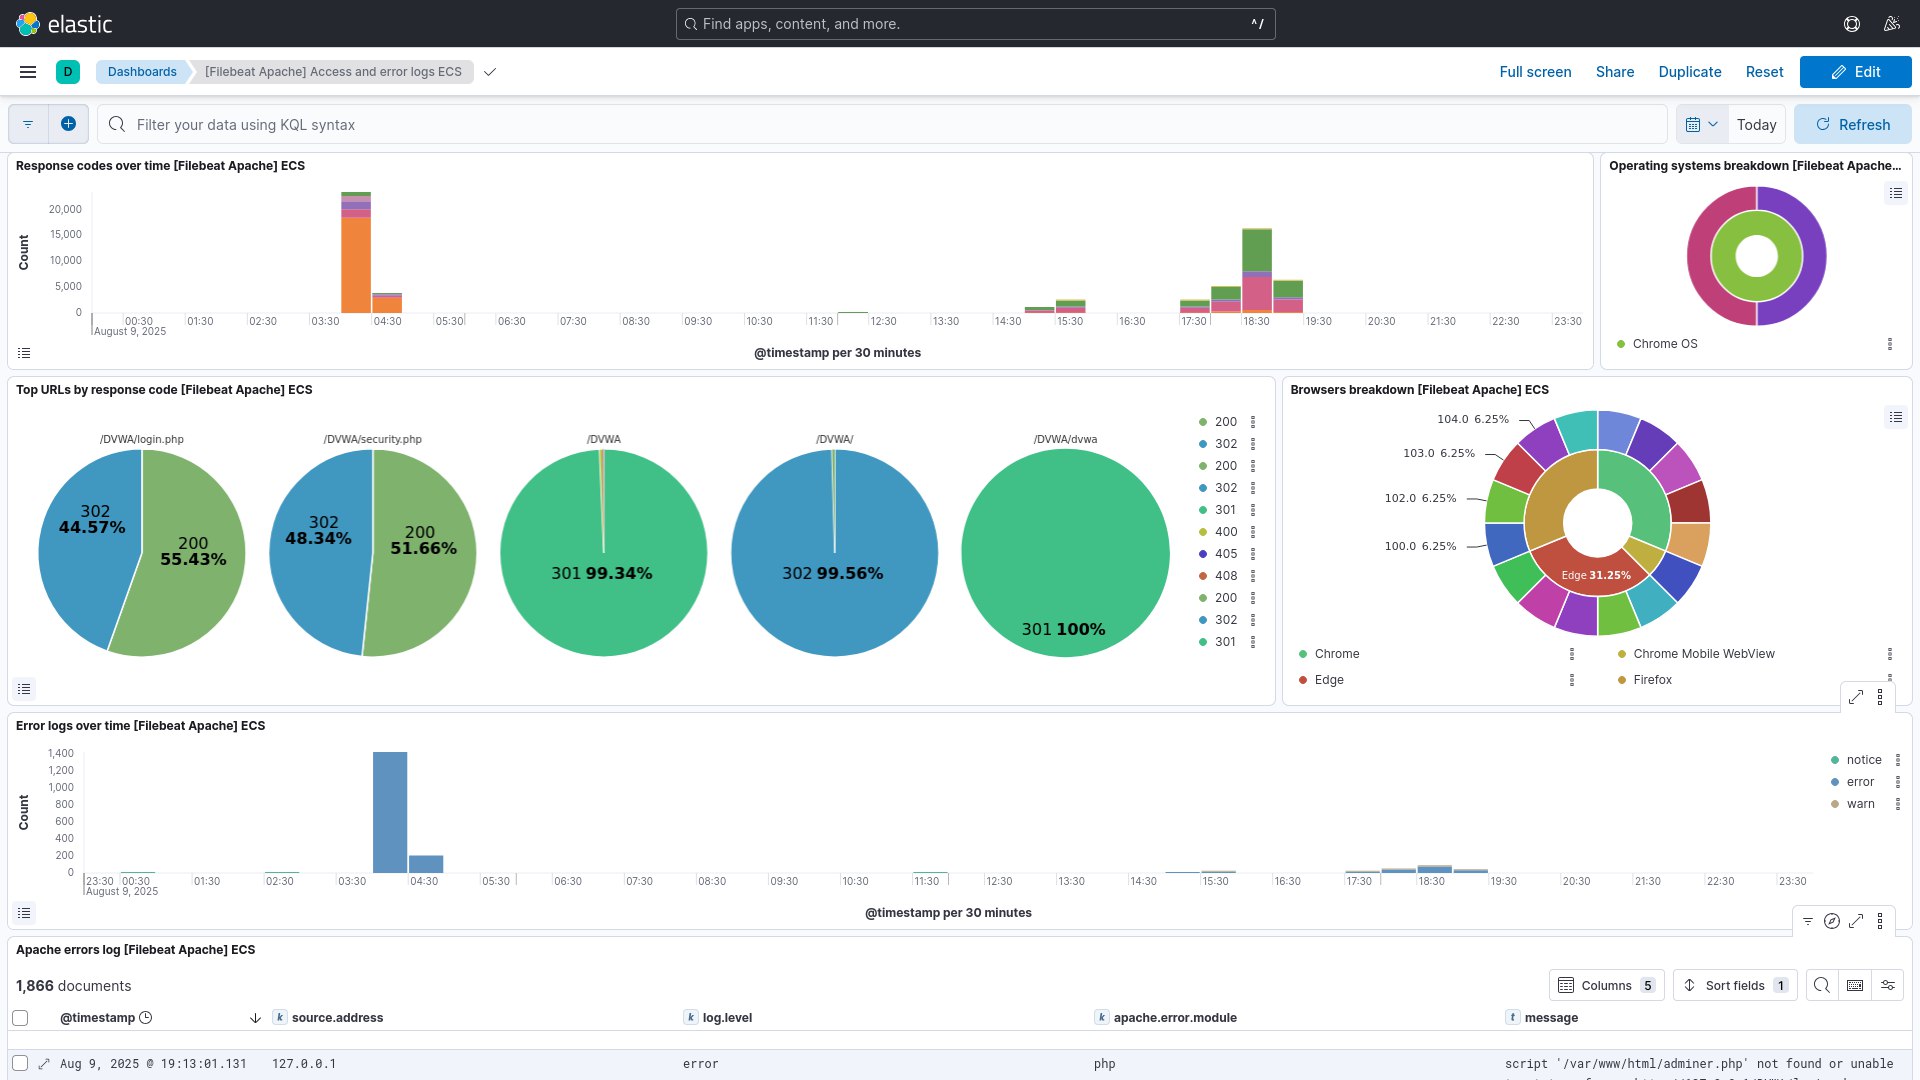 elastic
Find apps, content, and more.
^/
D
Dashboards
[Filebeat Apache] Access and error logs ECS
Full screen
Share
Duplicate
Reset
Edit
Filter your data using KQL syntax
Today
Refresh
Response codes over time [Filebeat Apache] ECS
Count
20,000
15,000
10,000
5,000
0
00:30 01:30 02:30 03:30 04:30 05:30 06:30 07:30 08:30 09:30 10:30 11:30 12:30 13:30 14:30 15:30 16:30 17:30 18:30 19:30 20:30 21:30 22:30 23:30
August 9, 2025
@timestamp per 30 minutes
Operating systems breakdown [Filebeat Apache...
Chrome OS
Top URLs by response code [Filebeat Apache] ECS
/DVWA/login.php
302
44.57%
200
55.43%
/DVWA/security.php
302
48.34%
200
51.66%
/DVWA
301 99.34%
/DVWA/
302 99.56%
/DVWA/dvwa
301 100%
200
302
200
302
301
400
405
408
200
302
301
Browsers breakdown [Filebeat Apache] ECS
104.0 6.25%
103.0 6.25%
102.0 6.25%
100.0 6.25%
Edge 31.25%
Chrome
Chrome Mobile WebView
Edge
Firefox
Error logs over time [Filebeat Apache] ECS
Count
1,400
1,200
1,000
800
600
400
200
0
23:30 00:30 01:30 02:30 03:30 04:30 05:30 06:30 07:30 08:30 09:30 10:30 11:30 12:30 13:30 14:30 15:30 16:30 17:30 18:30 19:30 20:30 21:30 22:30 23:30
August 9, 2025
@timestamp per 30 minutes
notice
error
warn
Apache errors log [Filebeat Apache] ECS
1,866 documents
Columns 5
Sort fields 1
@timestamp
k source.address
k log.level
k apache.error.module
t message
Aug 9, 2025 @ 19:13:01.131 127.0.0.1 error php script '/var/www/html/adminer.php' not found or unable